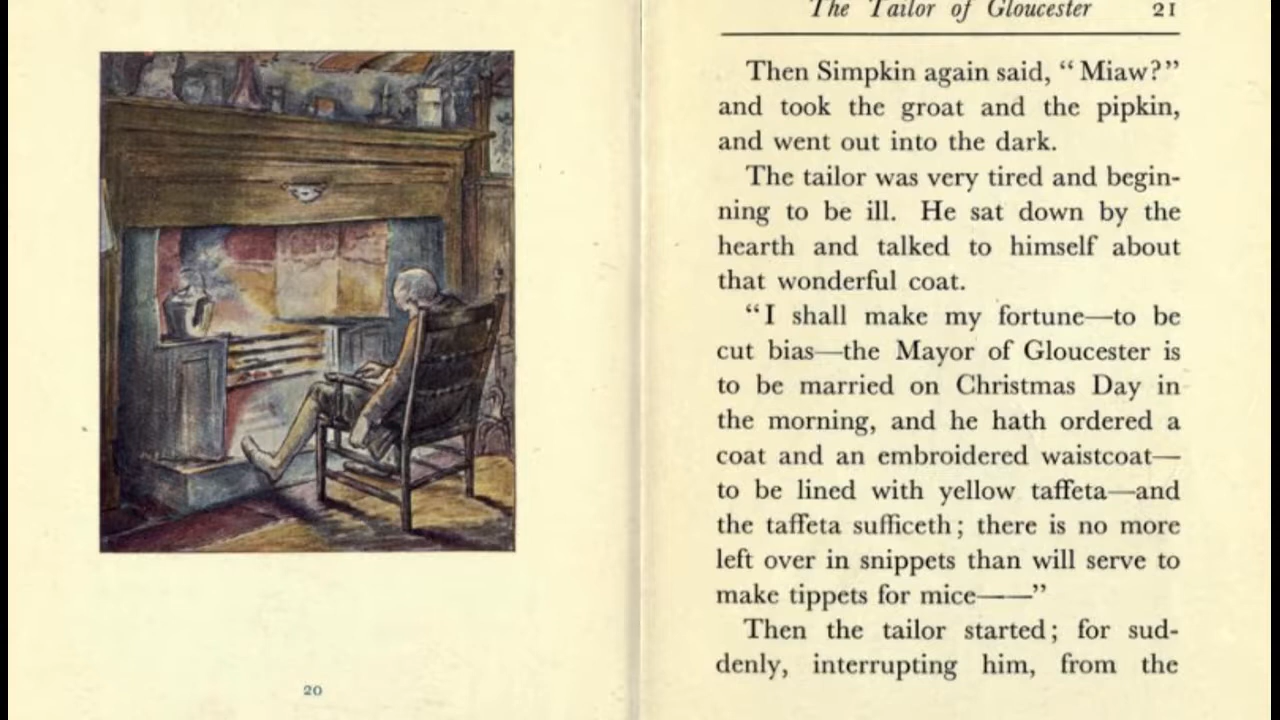 The Tailor of Gloucester 21
Then Simpkin again said, “Miaw?”
and took the groat and the pipkin,
and went out into the dark.
The tailor was very tired and begin-
ning to be ill. He sat down by the
hearth and talked to himself about
that wonderful coat.
“I shall make my fortune—to be
cut bias—the Mayor of Gloucester is
to be married on Christmas Day in
the morning, and he hath ordered a
coat and an embroidered waistcoat—
to be lined with yellow taffeta—and
the taffeta sufficeth; there is no more
left over in snippets than will serve to
make tippets for mice——”
Then the tailor started; for sud-
denly, interrupting him, from the
20